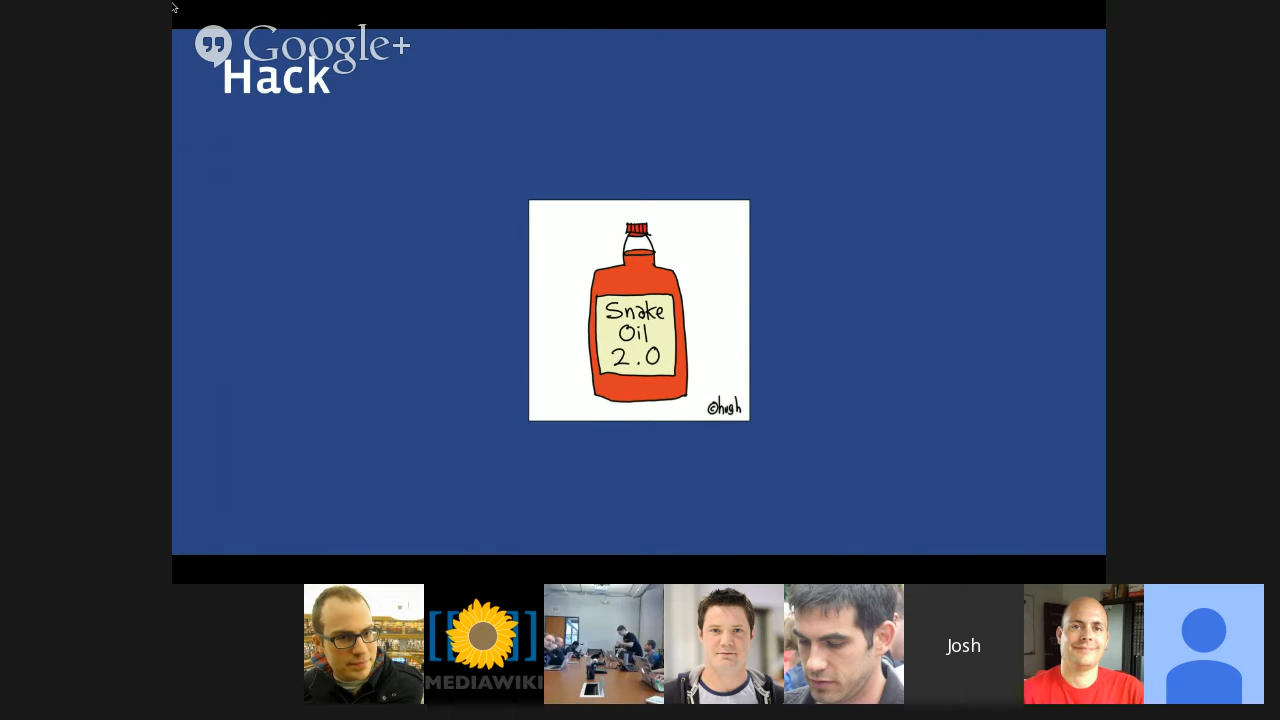 Google+
Hack
Snake
Oil
2.0
©hugh
[[ ]]
MEDIAWIKI
Josh